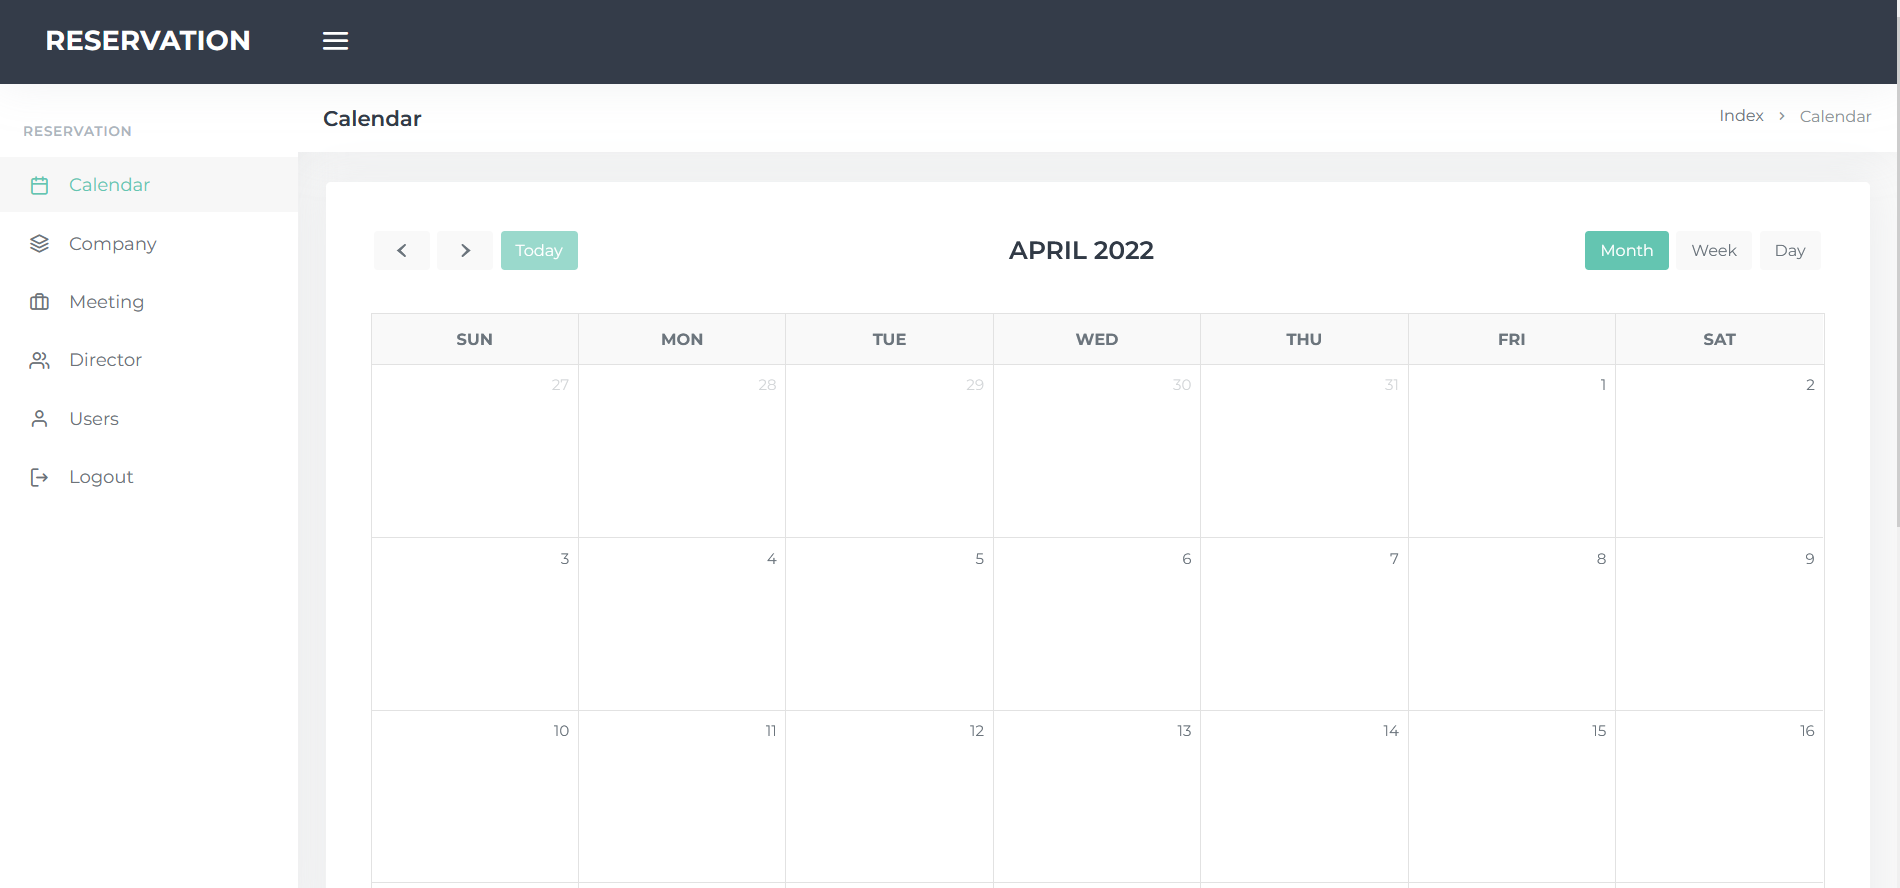 RESERVATION
Calendar
Index > Calendar
RESERVATION
Calendar
Company
Meeting
Director
Users
Logout
Today
APRIL 2022
Month Week Day
SUN MON TUE WED THU FRI SAT
27 28 29 30 31 1 2
3 4 5 6 7 8 9
10 11 12 13 14 15 16